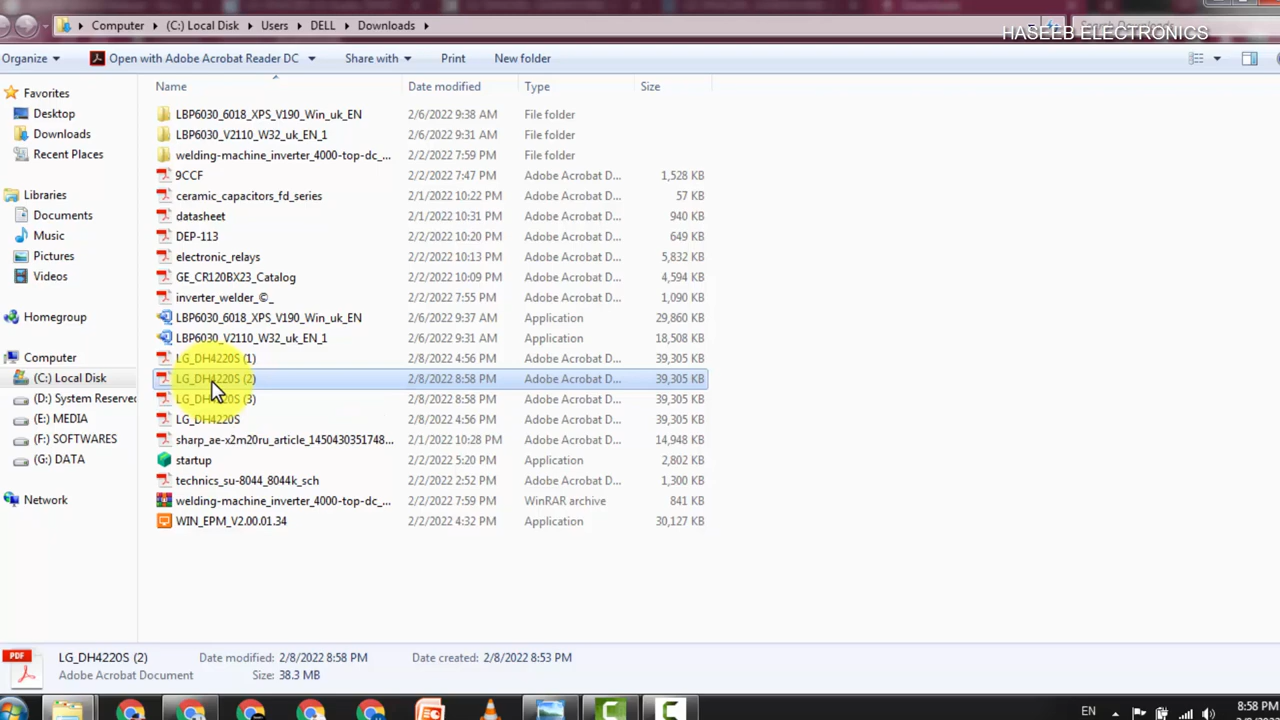 Computer (C:) Local Disk Users DELL Downloads
Search Downloads
HASEEB ELECTRONICS
Organize Open with Adobe Acrobat Reader DC Share with Print New folder
Name Date modified Type Size
Favorites
Desktop
Downloads
Recent Places
Libraries
Documents
Music
Pictures
Videos
Homegroup
Computer
(C:) Local Disk
(D:) System Reserve
(E:) MEDIA
(F:) SOFTWARES
(G:) DATA
Network
LBP6030_6018_XPS_V190_Win_uk_EN 2/6/2022 9:38 AM File folder
LBP6030_V2110_W32_uk_EN_1 2/6/2022 9:31 AM File folder
welding-machine_inverter_4000-top-dc_... 2/2/2022 7:59 PM File folder
9CCF 2/2/2022 7:47 PM Adobe Acrobat D... 1,528 KB
ceramic_capacitors_fd_series 2/1/2022 10:22 PM Adobe Acrobat D... 57 KB
datasheet 2/1/2022 10:31 PM Adobe Acrobat D... 940 KB
DEP-113 2/2/2022 10:20 PM Adobe Acrobat D... 649 KB
electronic_relays 2/2/2022 10:13 PM Adobe Acrobat D... 5,832 KB
GE_CR120BX23_Catalog 2/2/2022 10:09 PM Adobe Acrobat D... 4,594 KB
inverter_welder_©_ 2/2/2022 7:55 PM Adobe Acrobat D... 1,090 KB
LBP6030_6018_XPS_V190_Win_uk_EN 2/6/2022 9:37 AM Application 29,860 KB
LBP6030_V2110_W32_uk_EN_1 2/6/2022 9:31 AM Application 18,508 KB
LG_DH4220S (1) 2/8/2022 4:56 PM Adobe Acrobat D... 39,305 KB
LG_DH4220S (2) 2/8/2022 8:58 PM Adobe Acrobat D... 39,305 KB
LG_DH4220S (3) 2/8/2022 8:58 PM Adobe Acrobat D... 39,305 KB
LG_DH4220S 2/8/2022 4:56 PM Adobe Acrobat D... 39,305 KB
sharp_ae-x2m20ru_article_1450430351748... 2/1/2022 10:28 PM Adobe Acrobat D... 14,948 KB
startup 2/2/2022 5:20 PM Application 2,802 KB
technics_su-8044_8044k_sch 2/2/2022 2:52 PM Adobe Acrobat D... 1,300 KB
welding-machine_inverter_4000-top-dc_... 2/2/2022 7:59 PM WinRAR archive 841 KB
WIN_EPM_V2.00.01.34 2/2/2022 4:32 PM Application 30,127 KB
PDF
LG_DH4220S (2) Date modified: 2/8/2022 8:58 PM Date created: 2/8/2022 8:53 PM
Adobe Acrobat Document Size: 38.3 MB
EN 8:58 PM